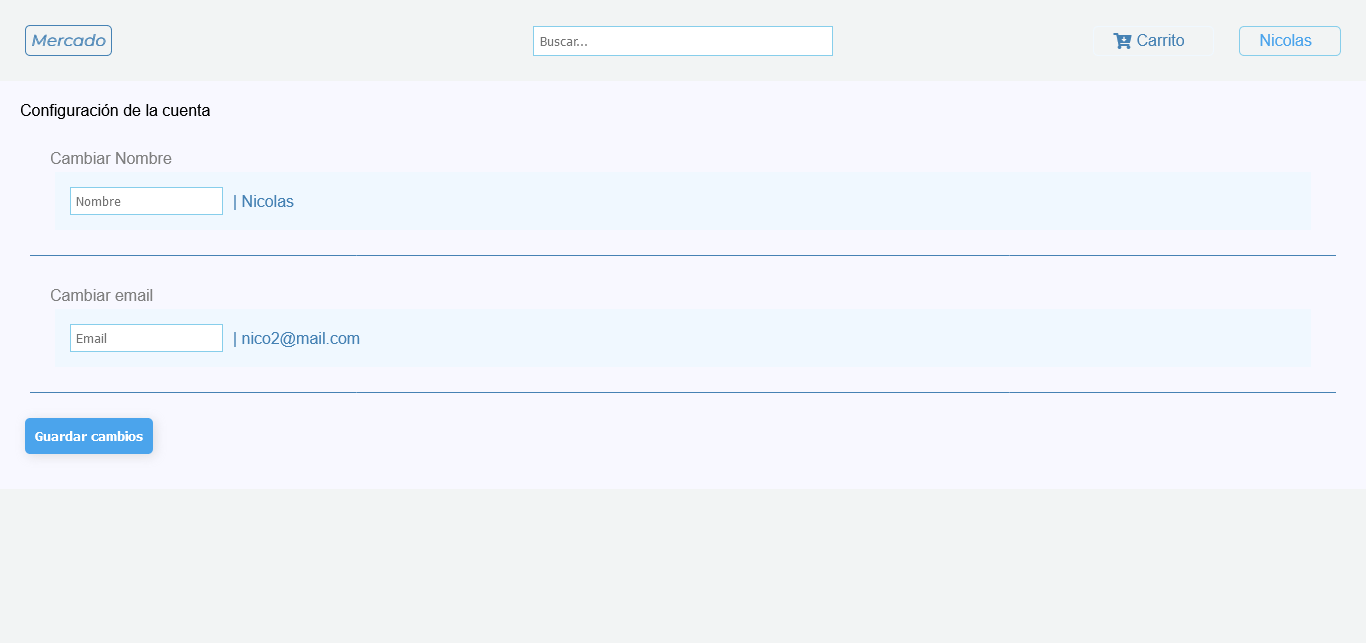 Mercado
Buscar...
Carrito
Nicolas
Configuración de la cuenta
Cambiar Nombre
Nombre | Nicolas
Cambiar email
Email | nico2@mail.com
Guardar cambios